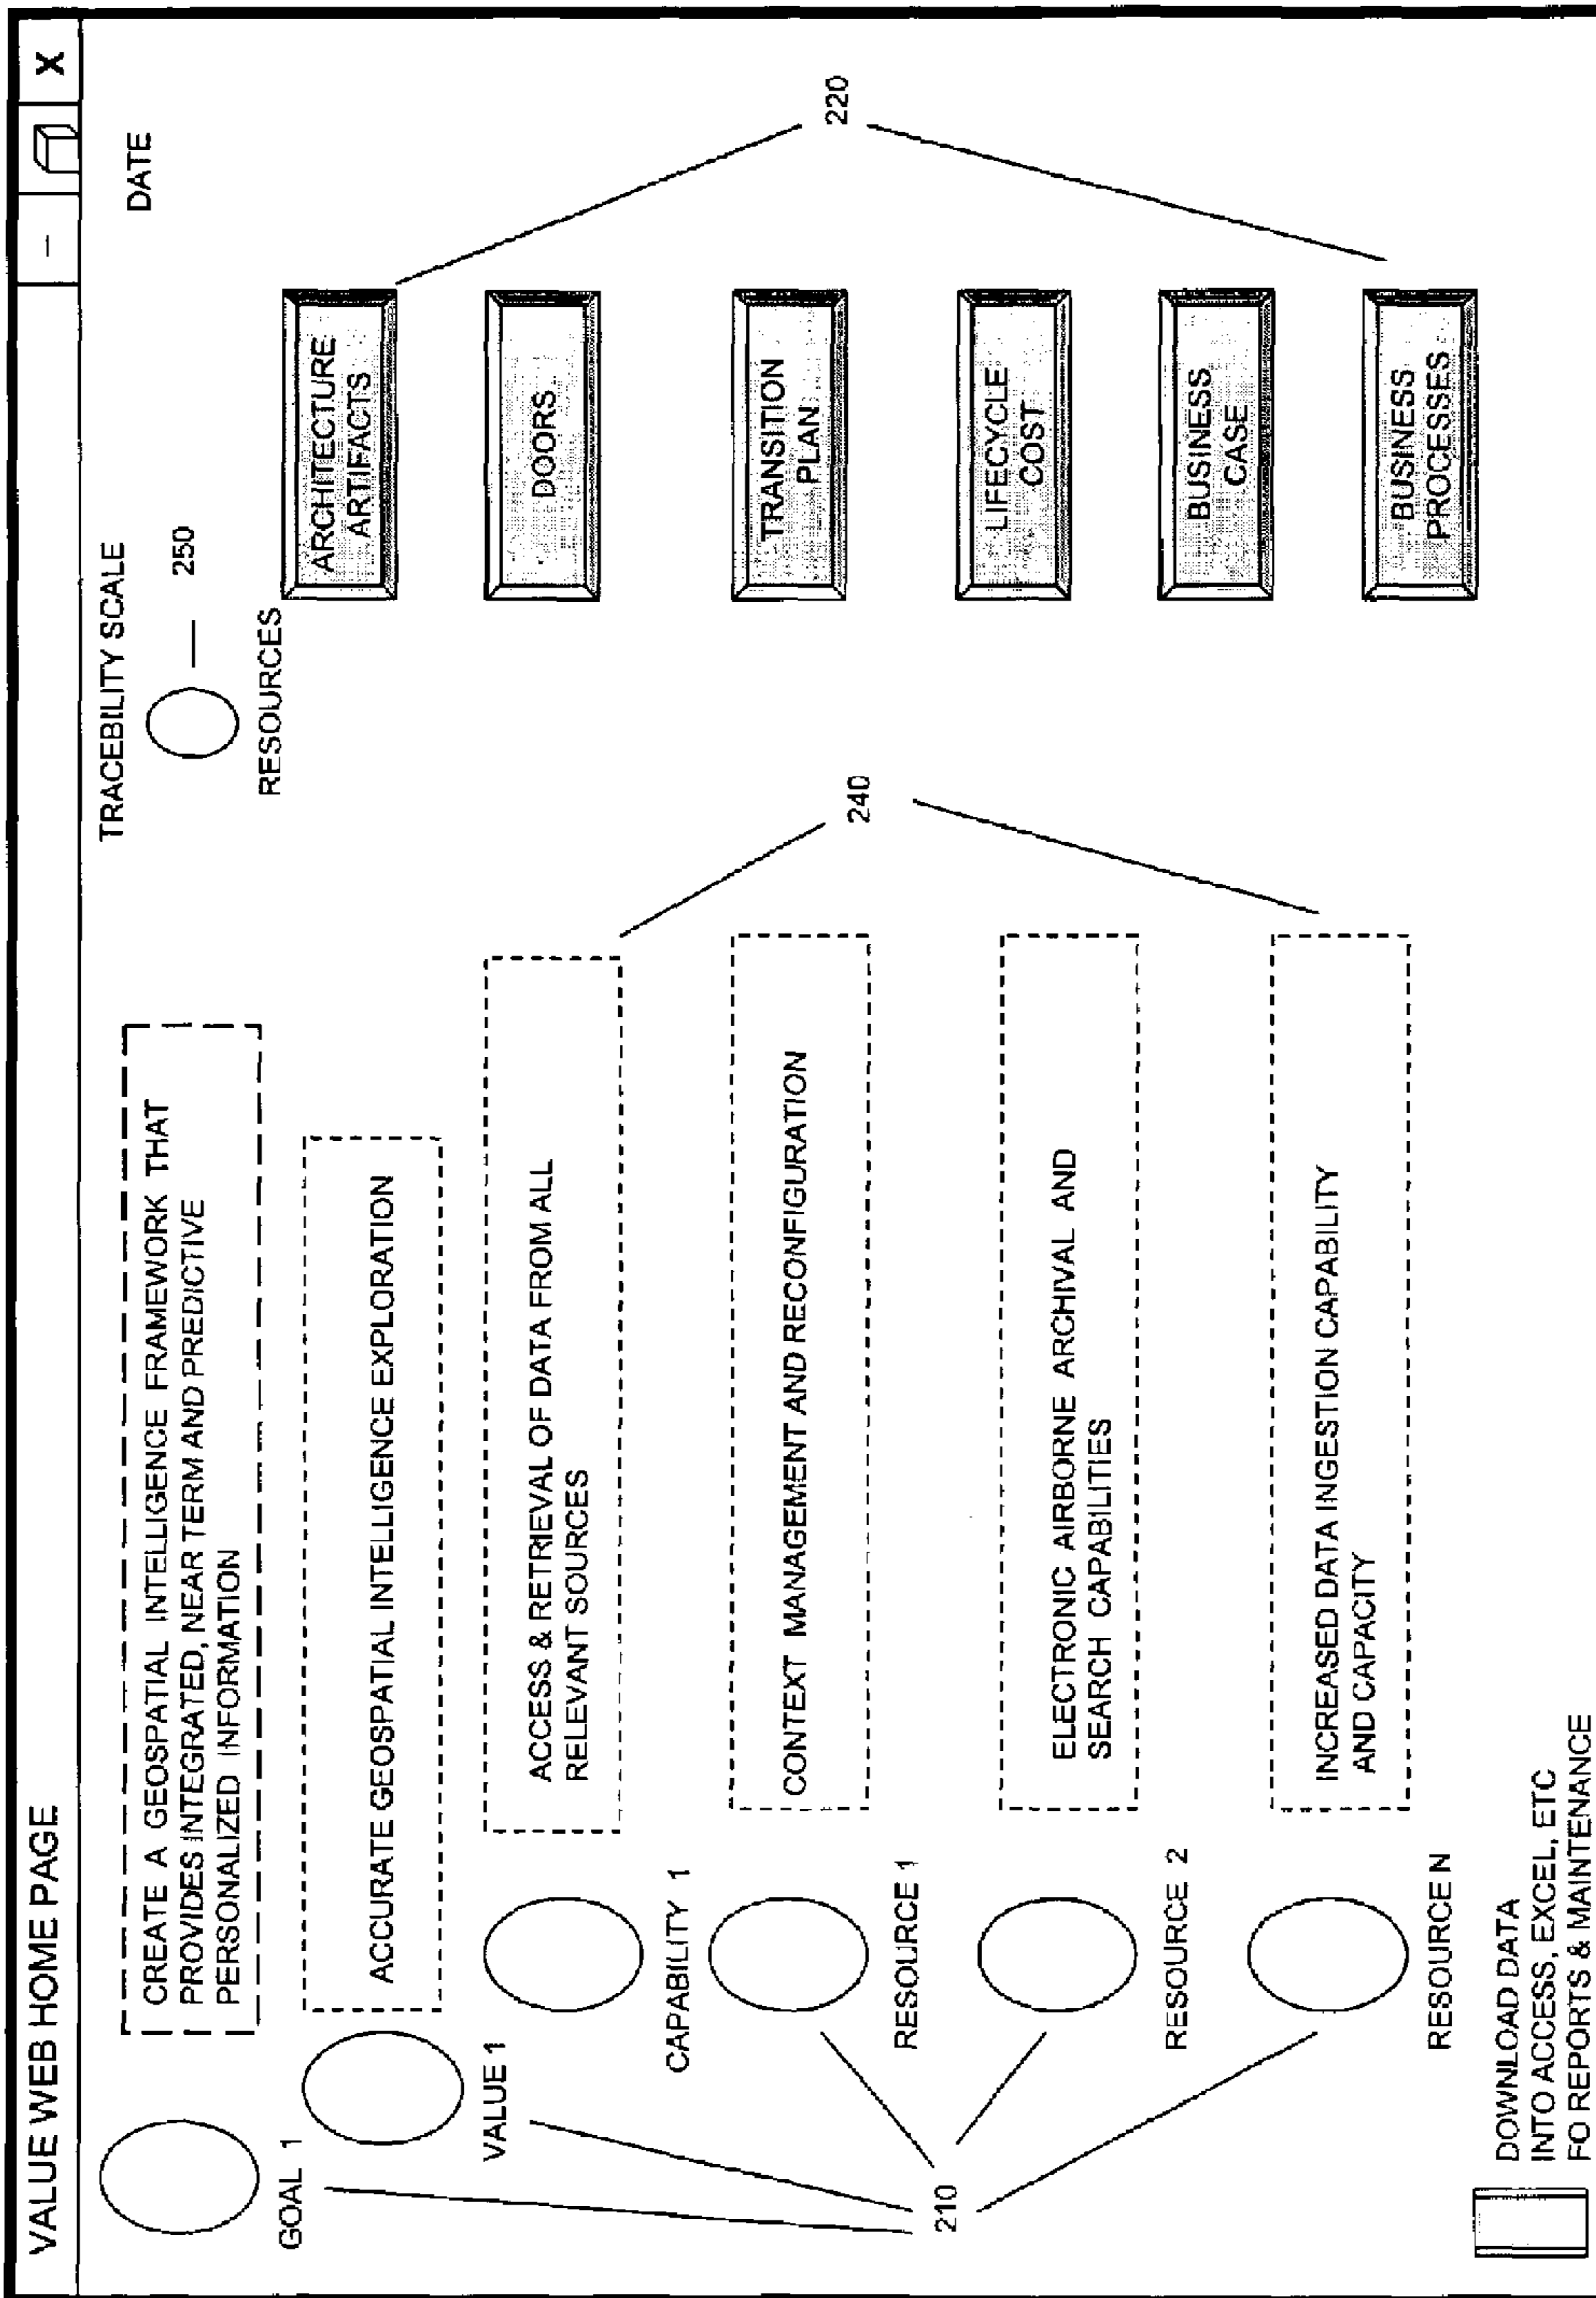 VALUE WEB HOME PAGE
–
X
TRACEBILITY SCALE
DATE
250
RESOURCES
CREATE A GEOSPATIAL INTELLIGENCE FRAMEWORK THAT
PROVIDES INTEGRATED, NEAR TERM AND PREDICTIVE
PERSONALIZED INFORMATION
GOAL 1
ACCURATE GEOSPATIAL INTELLIGENCE EXPLORATION
VALUE 1
ACCESS & RETRIEVAL OF DATA FROM ALL
RELEVANT SOURCES
CAPABILITY 1
CONTEXT MANAGEMENT AND RECONFIGURATION
RESOURCE 1
ELECTRONIC AIRBORNE ARCHIVAL AND
SEARCH CAPABILITIES
RESOURCE 2
INCREASED DATA INGESTION CAPABILITY
AND CAPACITY
RESOURCE N
210
240
ARCHITECTURE
ARTIFACTS
DOORS
TRANSITION
PLAN
LIFECYCLE
COST
BUSINESS
CASE
BUSINESS
PROCESSES
220
DOWNLOAD DATA
INTO ACCESS, EXCEL, ETC
FO REPORTS & MAINTENANCE